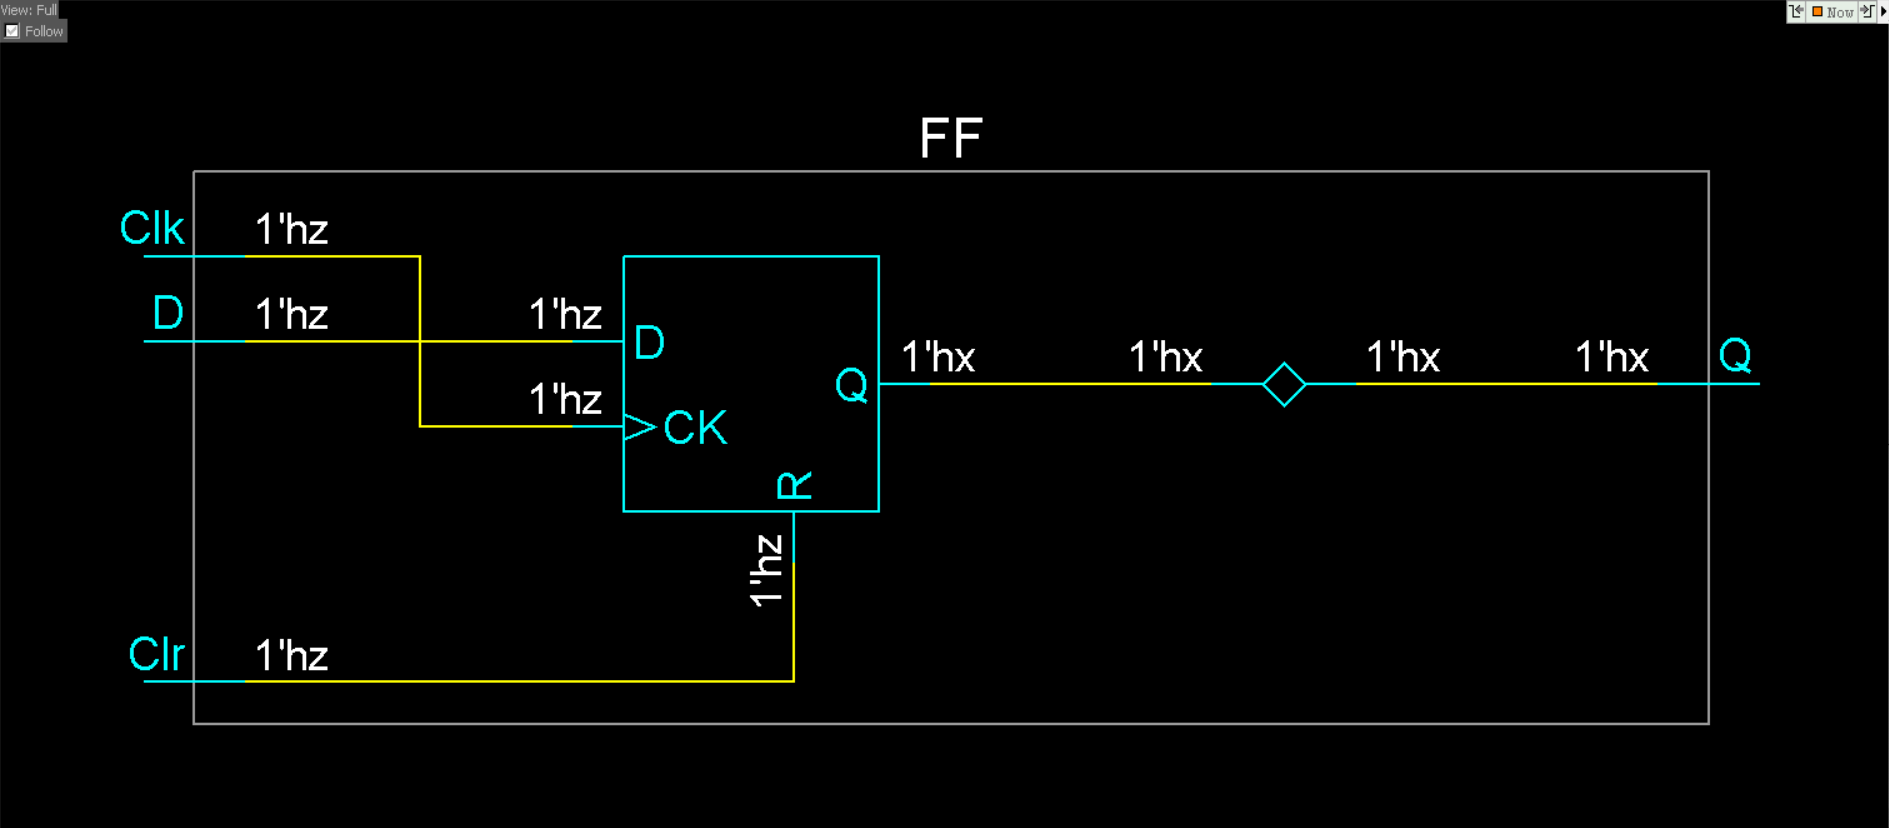 View: Full
Now
Follow
FF
Clk 1'hz
D 1'hz 1'hz D
1'hz CK
Q 1'hx 1'hx 1'hx 1'hx Q
R
1'hz
Clr 1'hz